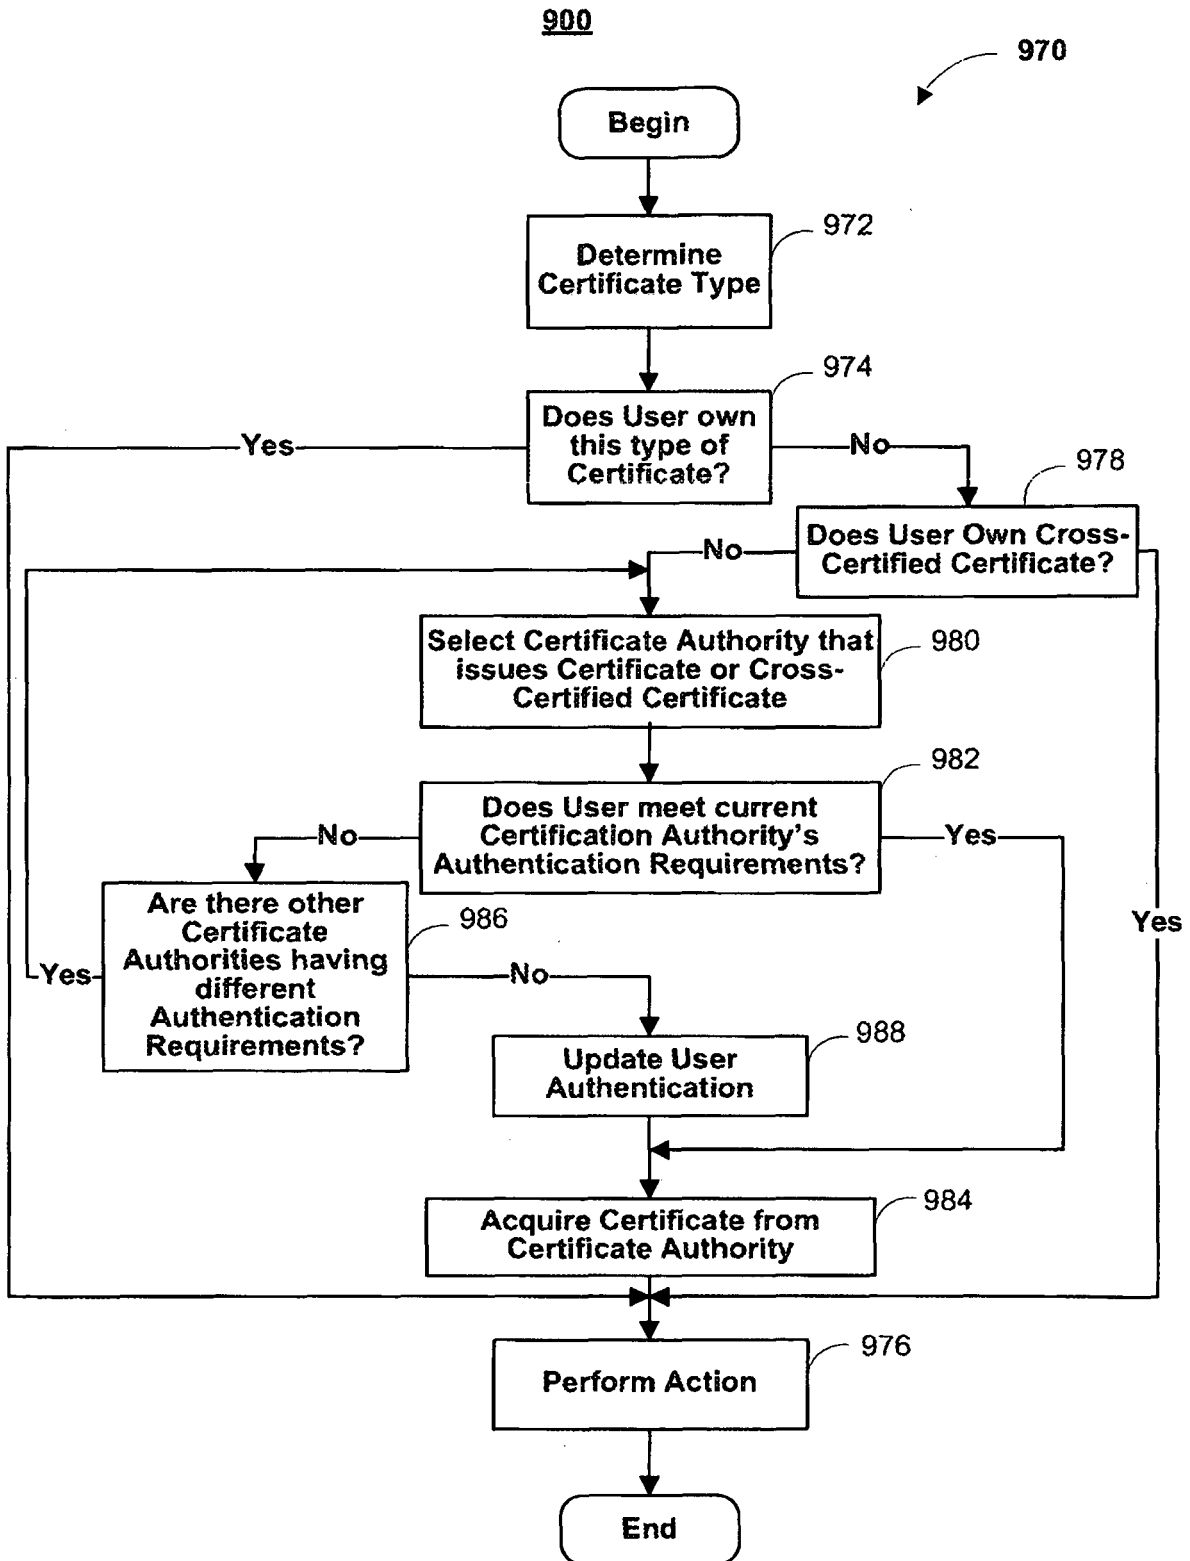 900
970
Begin
972
Determine
Certificate Type
974
Does User own
this type of
Certificate?
Yes
No
978
Does User Own Cross-
Certified Certificate?
No
980
Select Certificate Authority that
issues Certificate or Cross-
Certified Certificate
982
Does User meet current
Certification Authority's
Authentication Requirements?
No
Yes
Are there other
Certificate
Authorities having
different
Authentication
Requirements?
986
Yes
Yes
No
988
Update User
Authentication
984
Acquire Certificate from
Certificate Authority
976
Perform Action
End